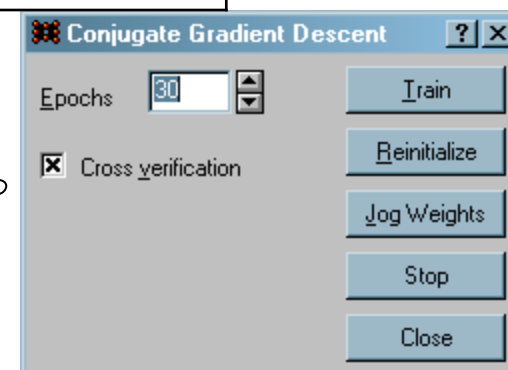 Conjugate Gradient Descent
Epochs 30
Train
Cross verification
Reinitialize
Jog Weights
Stop
Close